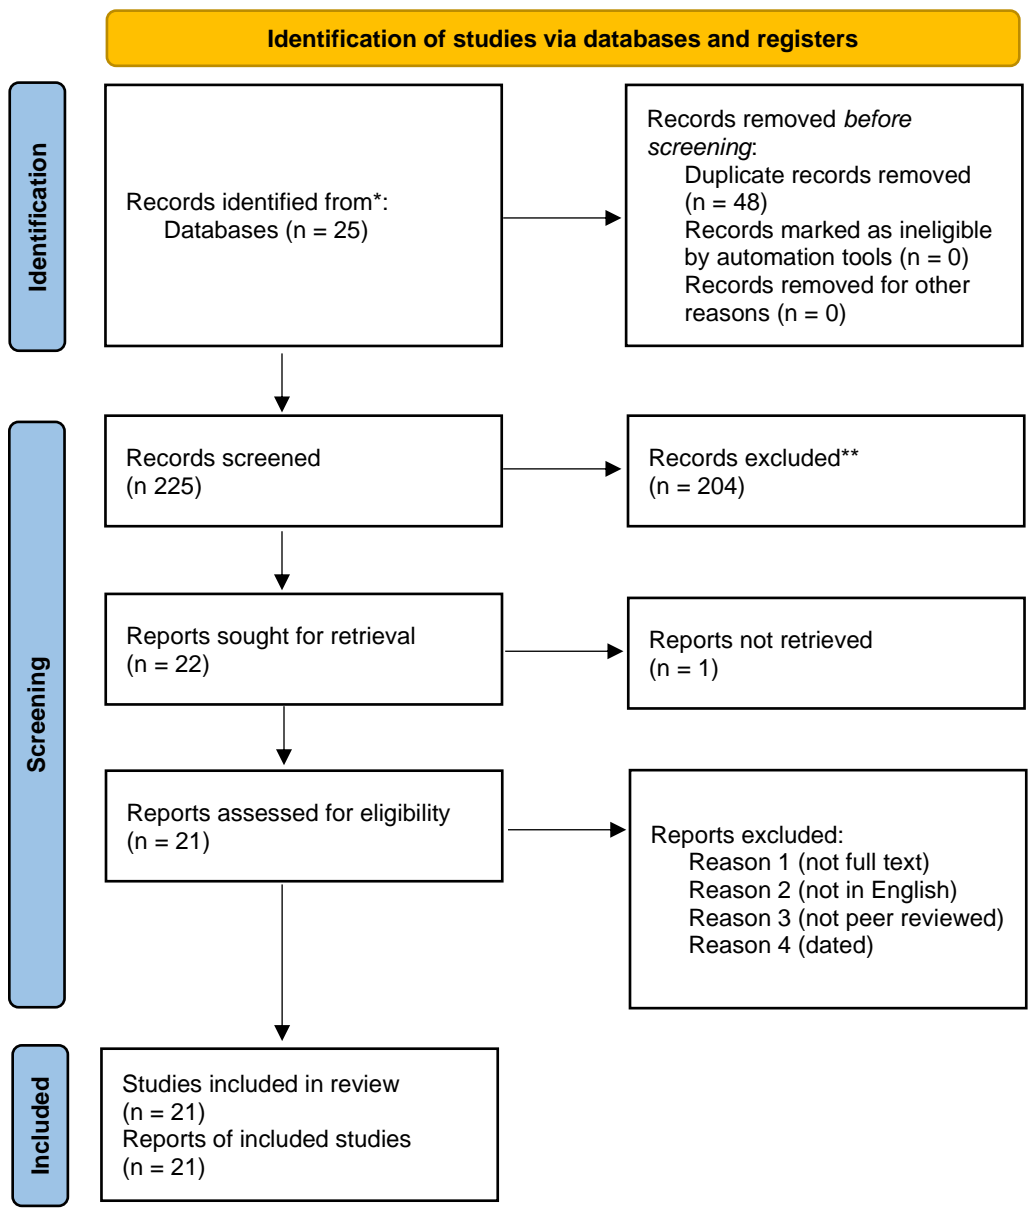 Identification of studies via databases and registers
Identification
Records identified from*:
Databases (n = 25)
Records removed before
screening:
Duplicate records removed
(n = 48)
Records marked as ineligible
by automation tools (n = 0)
Records removed for other
reasons (n = 0)
Screening
Records screened
(n 225)
Records excluded**
(n = 204)
Reports sought for retrieval
(n = 22)
Reports not retrieved
(n = 1)
Reports assessed for eligibility
(n = 21)
Reports excluded:
Reason 1 (not full text)
Reason 2 (not in English)
Reason 3 (not peer reviewed)
Reason 4 (dated)
Included
Studies included in review
(n = 21)
Reports of included studies
(n = 21)